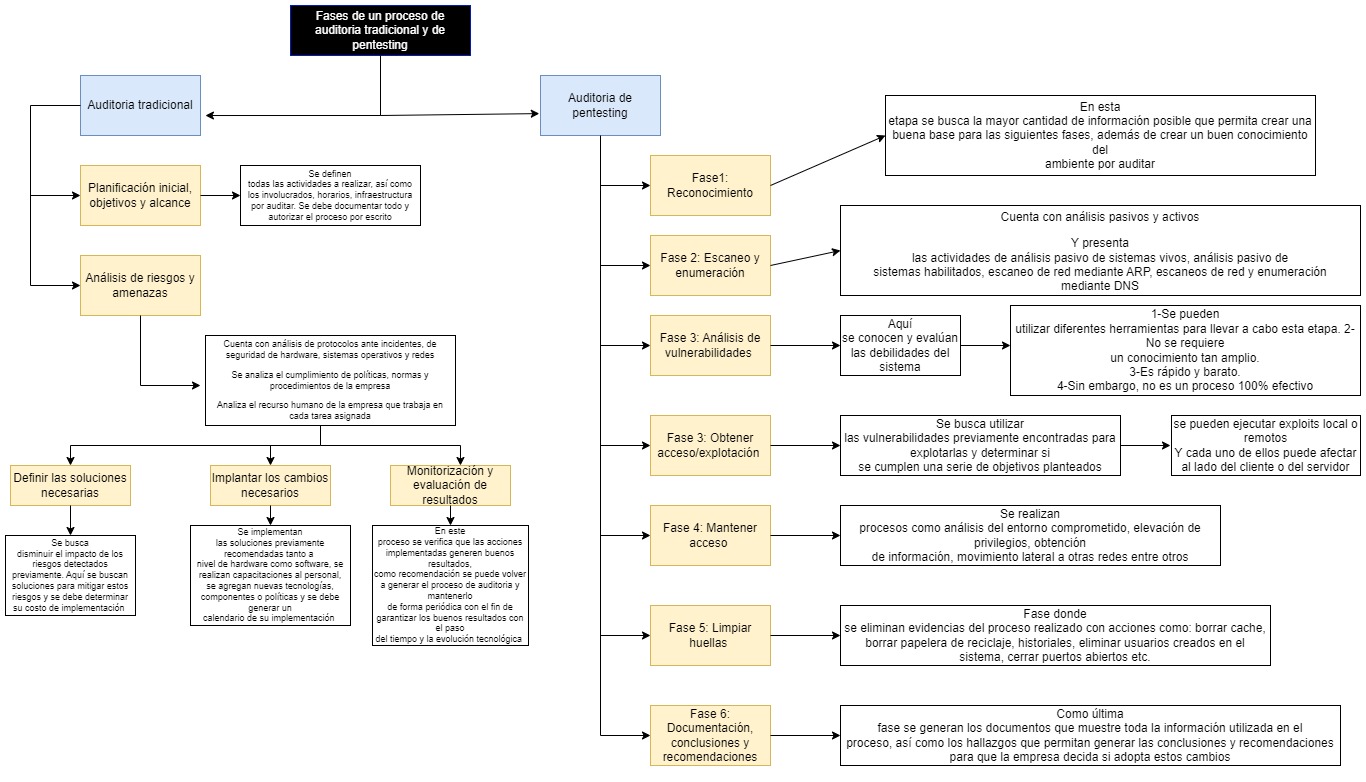 Fases de un proceso de
auditoria tradicional y de
pentesting
Auditoria tradicional
Planificación inicial,
objetivos y alcance
Se definen
todas las actividades a realizar, así como
los involucrados, horarios, infraestructura
por auditar. Se debe documentar todo y
autorizar el proceso por escrito
Análisis de riesgos y
amenazas
Cuenta con análisis de protocolos ante incidentes, de
seguridad de hardware, sistemas operativos y redes
Se analiza el cumplimiento de políticas, normas y
procedimientos de la empresa
Analiza el recurso humano de la empresa que trabaja en
cada tarea asignada
Definir las soluciones
necesarias
Se busca
disminuir el impacto de los
riesgos detectados
previamente. Aquí se buscan
soluciones para mitigar estos
riesgos y se debe determinar
su costo de implementación
Implantar los cambios
necesarios
Se implementan
las soluciones previamente
recomendadas tanto a
nivel de hardware como software, se
realizan capacitaciones al personal,
se agregan nuevas tecnologías,
componentes o políticas y se debe
generar un
calendario de su implementación
Monitorización y
evaluación de
resultados
En este
proceso se verifica que las acciones
implementadas generen buenos
resultados,
como recomendación se puede volver
a generar el proceso de auditoria y
mantenerlo
de forma periódica con el fin de
garantizar los buenos resultados con
el paso
del tiempo y la evolución tecnológica
Auditoria de
pentesting
Fase1:
Reconocimiento
En esta
etapa se busca la mayor cantidad de información posible que permita crear una
buena base para las siguientes fases, además de crear un buen conocimiento
del
ambiente por auditar
Fase 2: Escaneo y
enumeración
Cuenta con análisis pasivos y activos
Y presenta
las actividades de análisis pasivo de sistemas vivos, análisis pasivo de
sistemas habilitados, escaneo de red mediante ARP, escaneos de red y enumeración
mediante DNS
Fase 3: Análisis de
vulnerabilidades
Aquí
se conocen y evalúan
las debilidades del
sistema
1-Se pueden
utilizar diferentes herramientas para llevar a cabo esta etapa. 2-
No se requiere
un conocimiento tan amplio.
3-Es rápido y barato.
4-Sin embargo, no es un proceso 100% efectivo
Fase 3: Obtener
acceso/explotación
Se busca utilizar
las vulnerabilidades previamente encontradas para
explotarlas y determinar si
se cumplen una serie de objetivos planteados
se pueden ejecutar exploits local o
remotos
Y cada uno de ellos puede afectar
al lado del cliente o del servidor
Fase 4: Mantener
acceso
Se realizan
procesos como análisis del entorno comprometido, elevación de
privilegios, obtención
de información, movimiento lateral a otras redes entre otros
Fase 5: Limpiar
huellas
Fase donde
se eliminan evidencias del proceso realizado con acciones como: borrar cache,
borrar papelera de reciclaje, historiales, eliminar usuarios creados en el
sistema, cerrar puertos abiertos etc.
Fase 6:
Documentación,
conclusiones y
recomendaciones
Como última
fase se generan los documentos que muestre toda la información utilizada en el
proceso, así como los hallazgos que permitan generar las conclusiones y recomendaciones
para que la empresa decida si adopta estos cambios